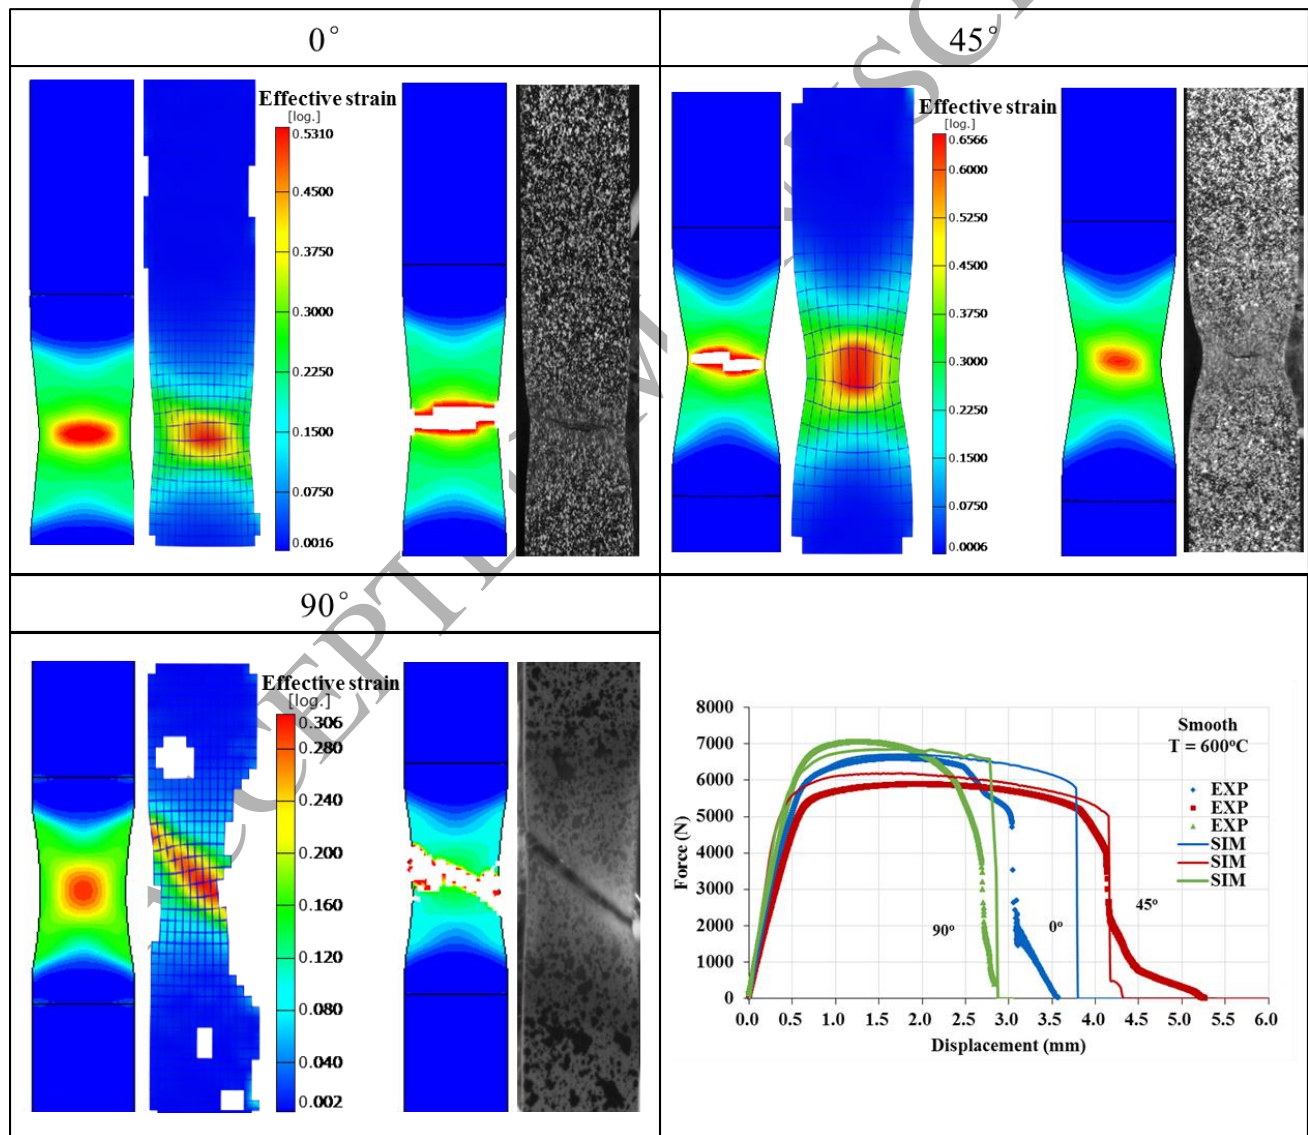 0°
45°
Effective strain
[log.]
0.5310
0.4500
0.3750
0.3000
0.2250
0.1500
0.0750
0.0016
Effective strain
[log.]
0.6566
0.6000
0.5250
0.4500
0.3750
0.3000
0.2250
0.1500
0.0750
0.0006
90°
Effective strain
[log.]
0.306
0.280
0.240
0.200
0.160
0.120
0.080
0.040
0.002
8000
7000
6000
5000
4000
3000
2000
1000
0
Force (N)
Smooth
T = 600°C
EXP
EXP
EXP
SIM
SIM
SIM
90°
0°
45°
0.0 0.5 1.0 1.5 2.0 2.5 3.0 3.5 4.0 4.5 5.0 5.5 6.0
Displacement (mm)